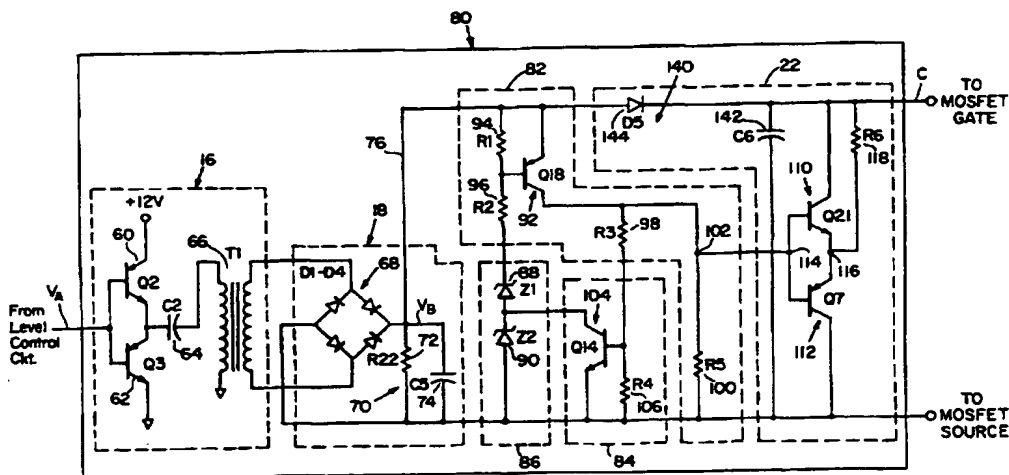 80
82
140
22
C
TO
MOSFET
GATE
94
R1
144
D5
142
C6
R6
118
76
16
+12V
96
R2
Q18
110
Q21
60
66
T1
18
92
R3
98
102
Q2
D1-D4
68
88
Z1
104
114
116
VA
C2
VB
Q7
From
Level
Control
Ckt.
64
Z2
90
Q14
112
Q3
R22
72
C5
74
R5
100
62
70
R4
106
TO
MOSFET
SOURCE
86
84